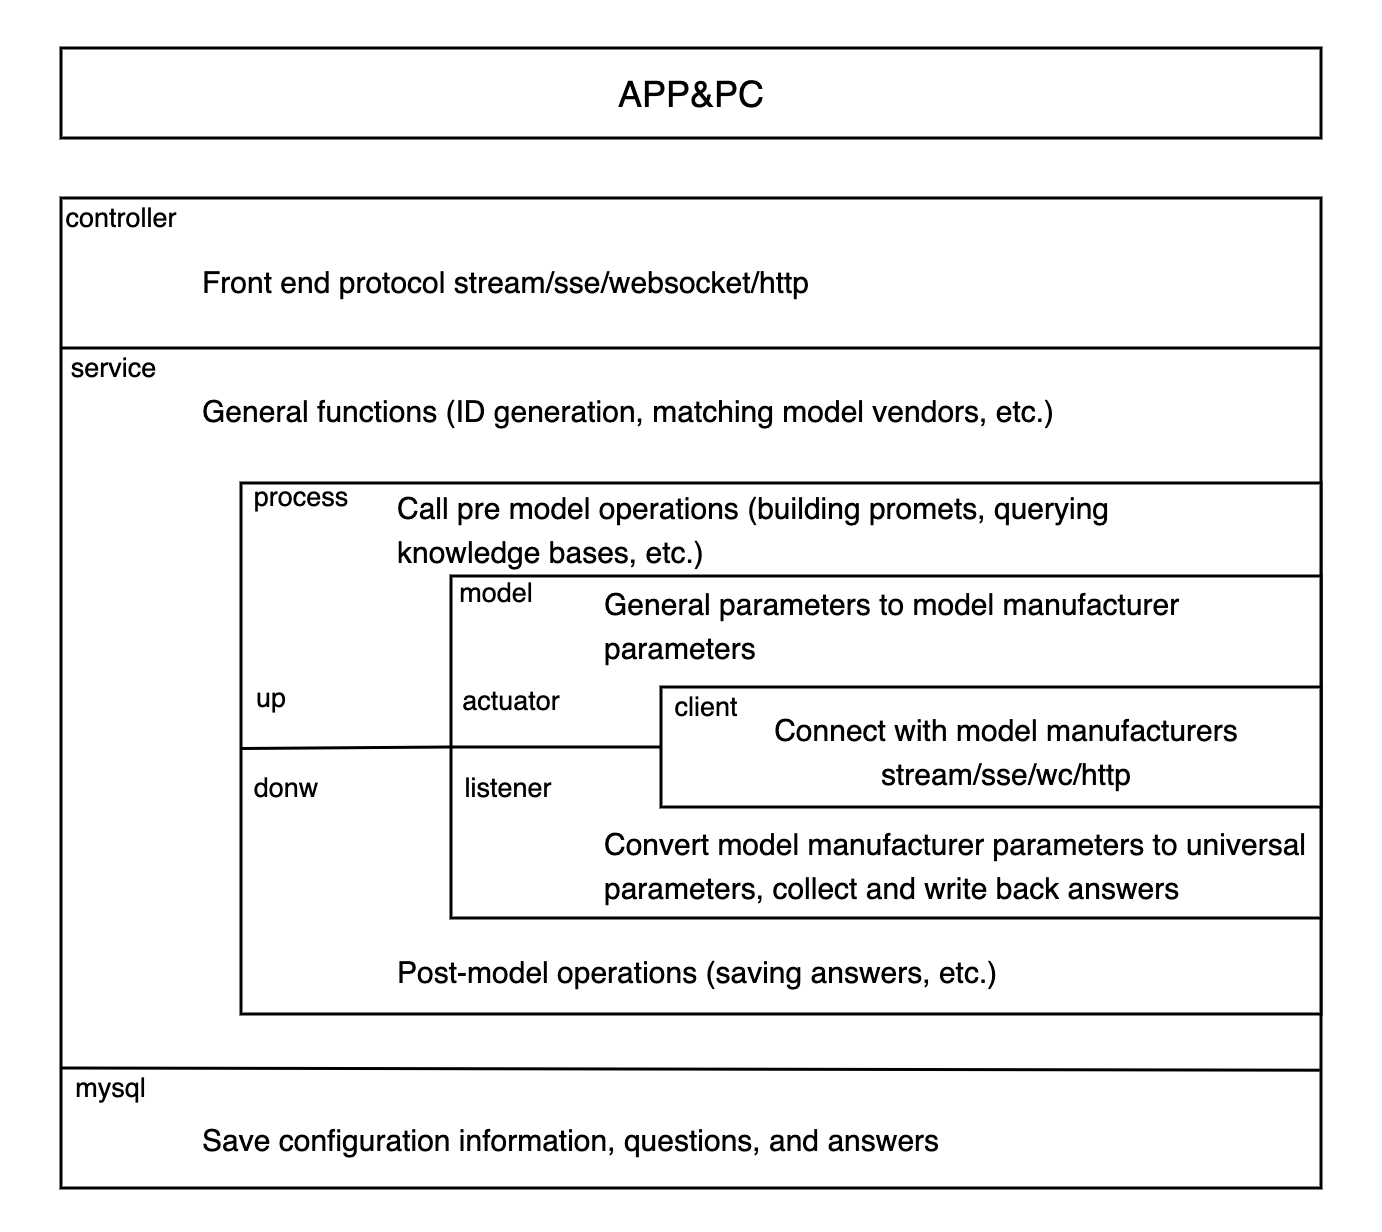 APP&PC
controller
Front end protocol stream/sse/websocket/http
service
General functions (ID generation, matching model vendors, etc.)
process
Call pre model operations (building promets, querying
knowledge bases, etc.)
model
General parameters to model manufacturer
parameters
up
actuator
client
Connect with model manufacturers
stream/sse/wc/http
donw
listener
Convert model manufacturer parameters to universal
parameters, collect and write back answers
Post-model operations (saving answers, etc.)
mysql
Save configuration information, questions, and answers